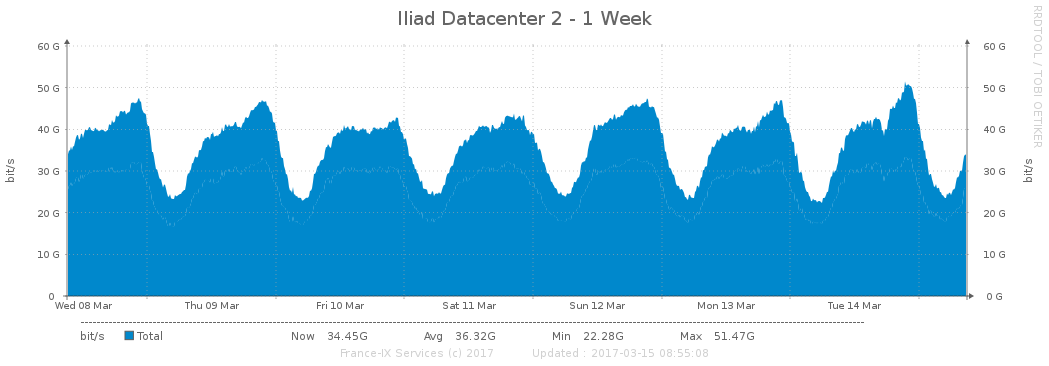 Iliad Datacenter 2 - 1 Week
RRDTOOL / TOBI OETIKER
60 G 60 G
50 G 50 G
40 G 40 G
30 G 30 G
20 G 20 G
10 G 10 G
0 0 G
bit/s bit/s
Wed 08 Mar Thu 09 Mar Fri 10 Mar Sat 11 Mar Sun 12 Mar Mon 13 Mar Tue 14 Mar
bit/s Total Now 34.45G Avg 36.32G Min 22.28G Max 51.47G
France-IX Services (c) 2017 Updated : 2017-03-15 08:55:08